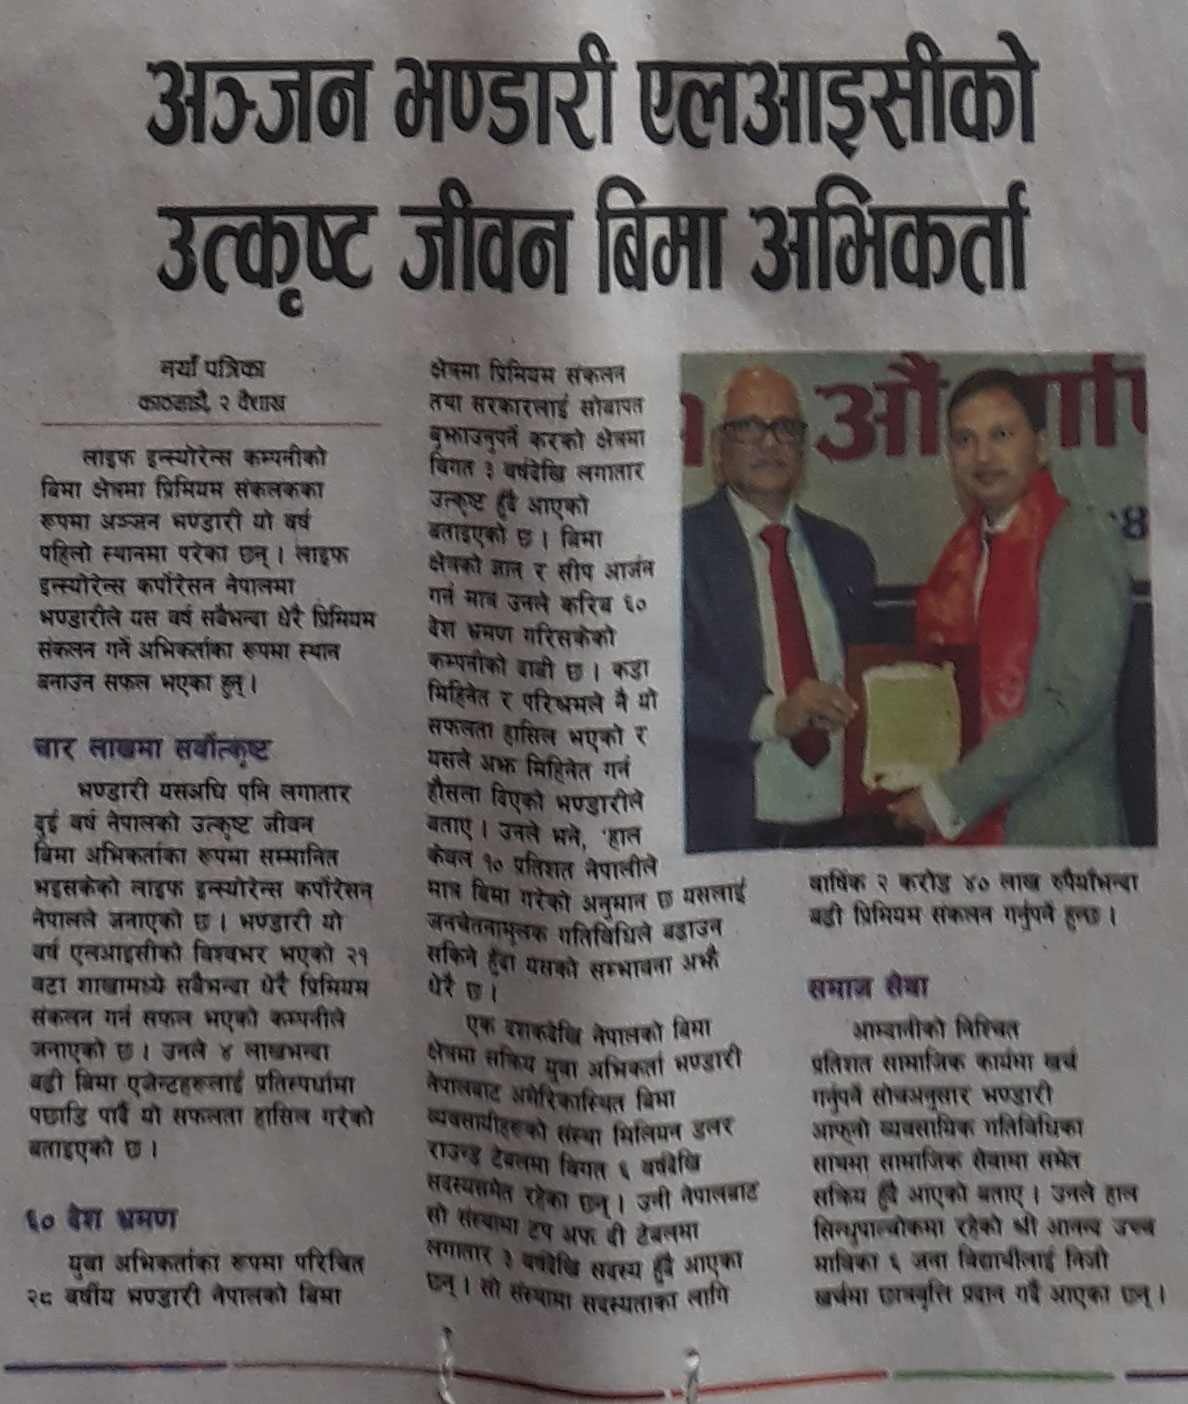 अञ्जन भण्डारी एलआइसीको
उत्कृष्ट जीवन बिमा अभिकर्ता
नयाँ पत्रिका
काठमाडौं, २ वैशाख
लाइफ इन्स्योरेन्स कम्पनीको
बिमा क्षेत्रमा प्रिमियम संकलकका
रूपमा अञ्जन भण्डारी यो वर्ष
पहिलो स्थानमा परेका छन् । लाइफ
इन्स्योरेन्स कर्पोरेसन नेपालमा
भण्डारीले यस वर्ष सबैभन्दा धेरै प्रिमियम
संकलन गर्ने अभिकर्ताका रूपमा स्थान
बनाउन सफल भएका हुन् ।
चार लाखमा सर्वोत्कृष्ट
भण्डारी यसअघि पनि लगातार
दुई वर्ष नेपालको उत्कृष्ट जीवन
बिमा अभिकर्ताका रूपमा सम्मानित
भइसकेको लाइफ इन्स्योरेन्स कर्पोरेसन
नेपालले जनाएको छ । भण्डारी यो
वर्ष एलआइसीको विश्वभर भएको २१
वटा शाखामध्ये सबैभन्दा धेरै प्रिमियम
संकलन गर्न सफल भएको कम्पनीले
जनाएको छ । उनले ४ लाखभन्दा
बढी बिमा एजेन्टहरूलाई प्रतिस्पर्धामा
पछाडि पार्दै यो सफलता हासिल गरेको
बताइएको छ ।
६० देश भ्रमण
युवा अभिकर्ताका रूपमा परिचित
२८ वर्षीय भण्डारी नेपालको बिमा
क्षेत्रमा प्रिमियम संकलन
तथा सरकारलाई सोबापत
बुझाउनुपर्ने करको क्षेत्रमा
विगत ३ वर्षदेखि लगातार
उत्कृष्ट हुँदै आएको
बताइएको छ । बिमा
क्षेत्रको ज्ञान र सीप आर्जन
गर्न मात्र उनले करिब ६०
देश भ्रमण गरिसकेको
कम्पनीको दाबी छ । कडा
मिहिनेत र परिश्रमले नै यो
सफलता हासिल भएको र
यसले अझ मिहिनेत गर्न
हौसला दिएको भण्डारीले
बताए । उनले भने, 'हाल
केवल १० प्रतिशत नेपालीले
मात्र बिमा गरेको अनुमान छ यसलाई
जनचेतनामूलक गतिविधिले बढाउन
सकिने हुँदा यसको सम्भावना अझै
धेरै छ ।
एक दशकदेखि नेपालको बिमा
क्षेत्रमा सक्रिय युवा अभिकर्ता भण्डारी
नेपालबाट अमेरिकास्थित बिमा
व्यवसायीहरूको संस्था मिलियन डलर
राउन्ड टेबलमा विगत ६ वर्षदेखि
सदस्यसमेत रहेका छन् । उनी नेपालबाट
सो संस्थामा टप अफ दी टेबलमा
लगातार ३ वर्षदेखि सदस्य हुँदै आएका
छन् । सो संस्थामा सदस्यताका लागि
वार्षिक २ करोड ४० लाख रुपैयाँभन्दा
बढी प्रिमियम संकलन गर्नुपर्ने हुन्छ ।
समाज सेवा
आम्दानीको निश्चित
प्रतिशत सामाजिक कार्यमा खर्च
गर्नुपर्ने सोचअनुसार भण्डारी
आफ्नो व्यवसायिक गतिविधिका
साथमा सामाजिक सेवामा समेत
सक्रिय हुँदै आएको बताए । उनले हाल
सिन्धुपाल्चोकमा रहेको श्री आनन्द उच्च
माविका ६ जना विद्यार्थीलाई निजी
खर्चमा छात्रवृत्ति प्रदान गर्दै आएका छन् ।